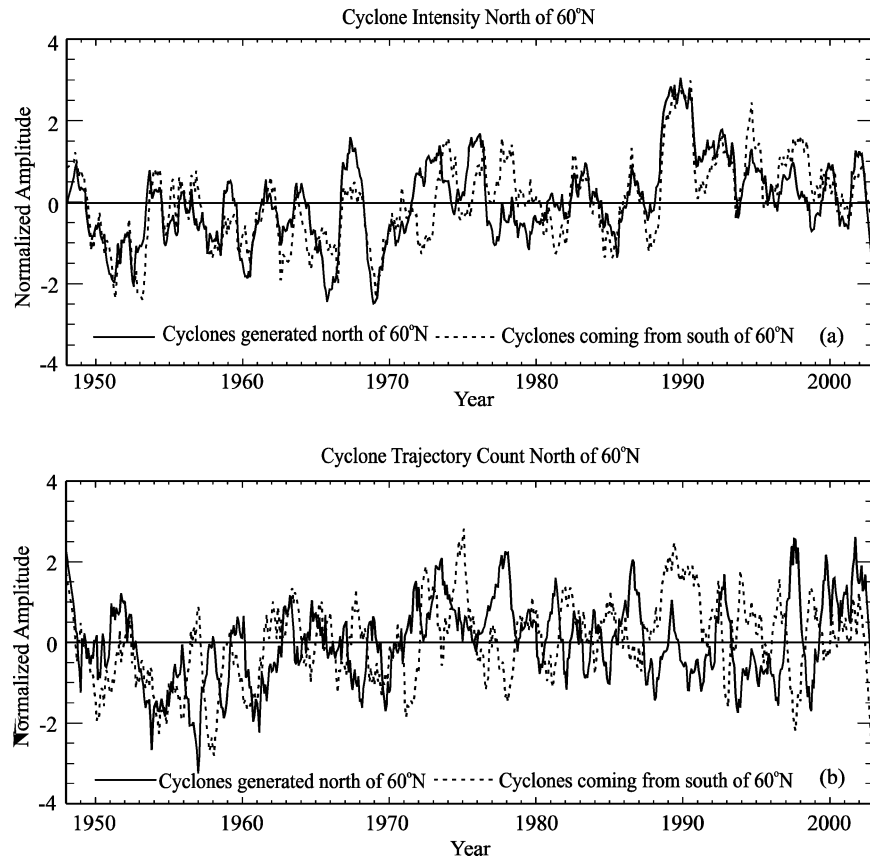 Cyclone Intensity North of 60°N
4
2
0
-2
-4
Normalized Amplitude
Cyclones generated north of 60°N
Cyclones coming from south of 60°N
(a)
1950 1960 1970 1980 1990 2000
Year
Cyclone Trajectory Count North of 60°N
4
2
0
-2
-4
Normalized Amplitude
Cyclones generated north of 60°N
Cyclones coming from south of 60°N
(b)
1950 1960 1970 1980 1990 2000
Year